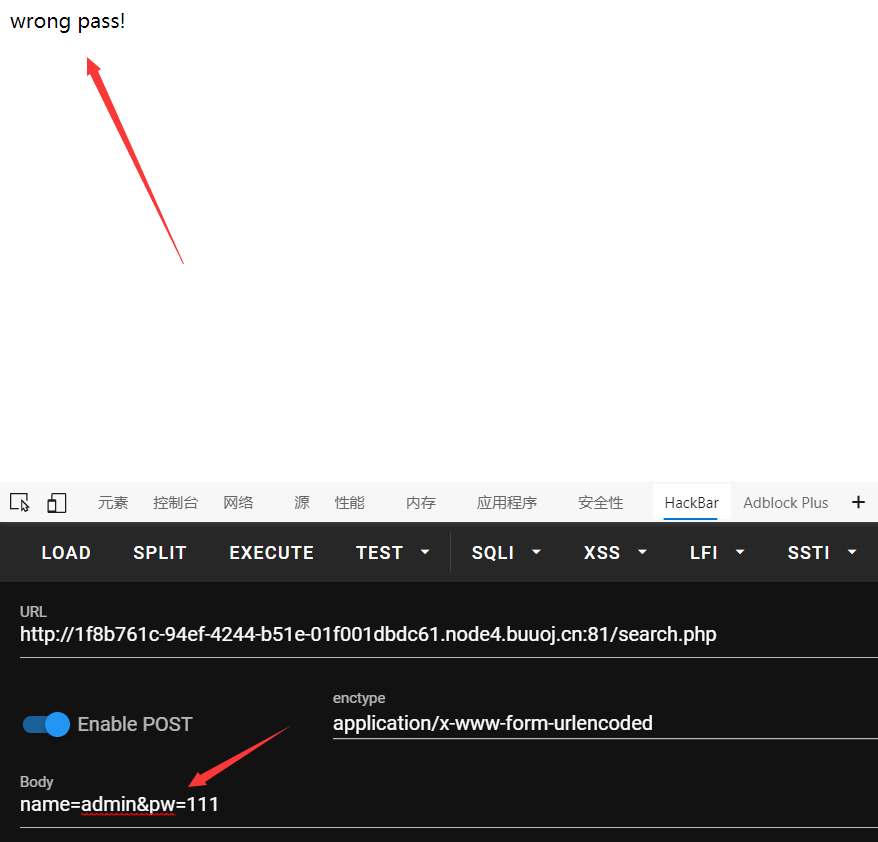 wrong pass!
元素 控制台 网络 源 性能 内存 应用程序 安全性 HackBar Adblock Plus +
LOAD SPLIT EXECUTE TEST SQLI XSS LFI SSTI
URL
http://1f8b761c-94ef-4244-b51e-01f001dbdc61.node4.buuoj.cn:81/search.php
enctype
Enable POST application/x-www-form-urlencoded
Body
name=admin&pw=111